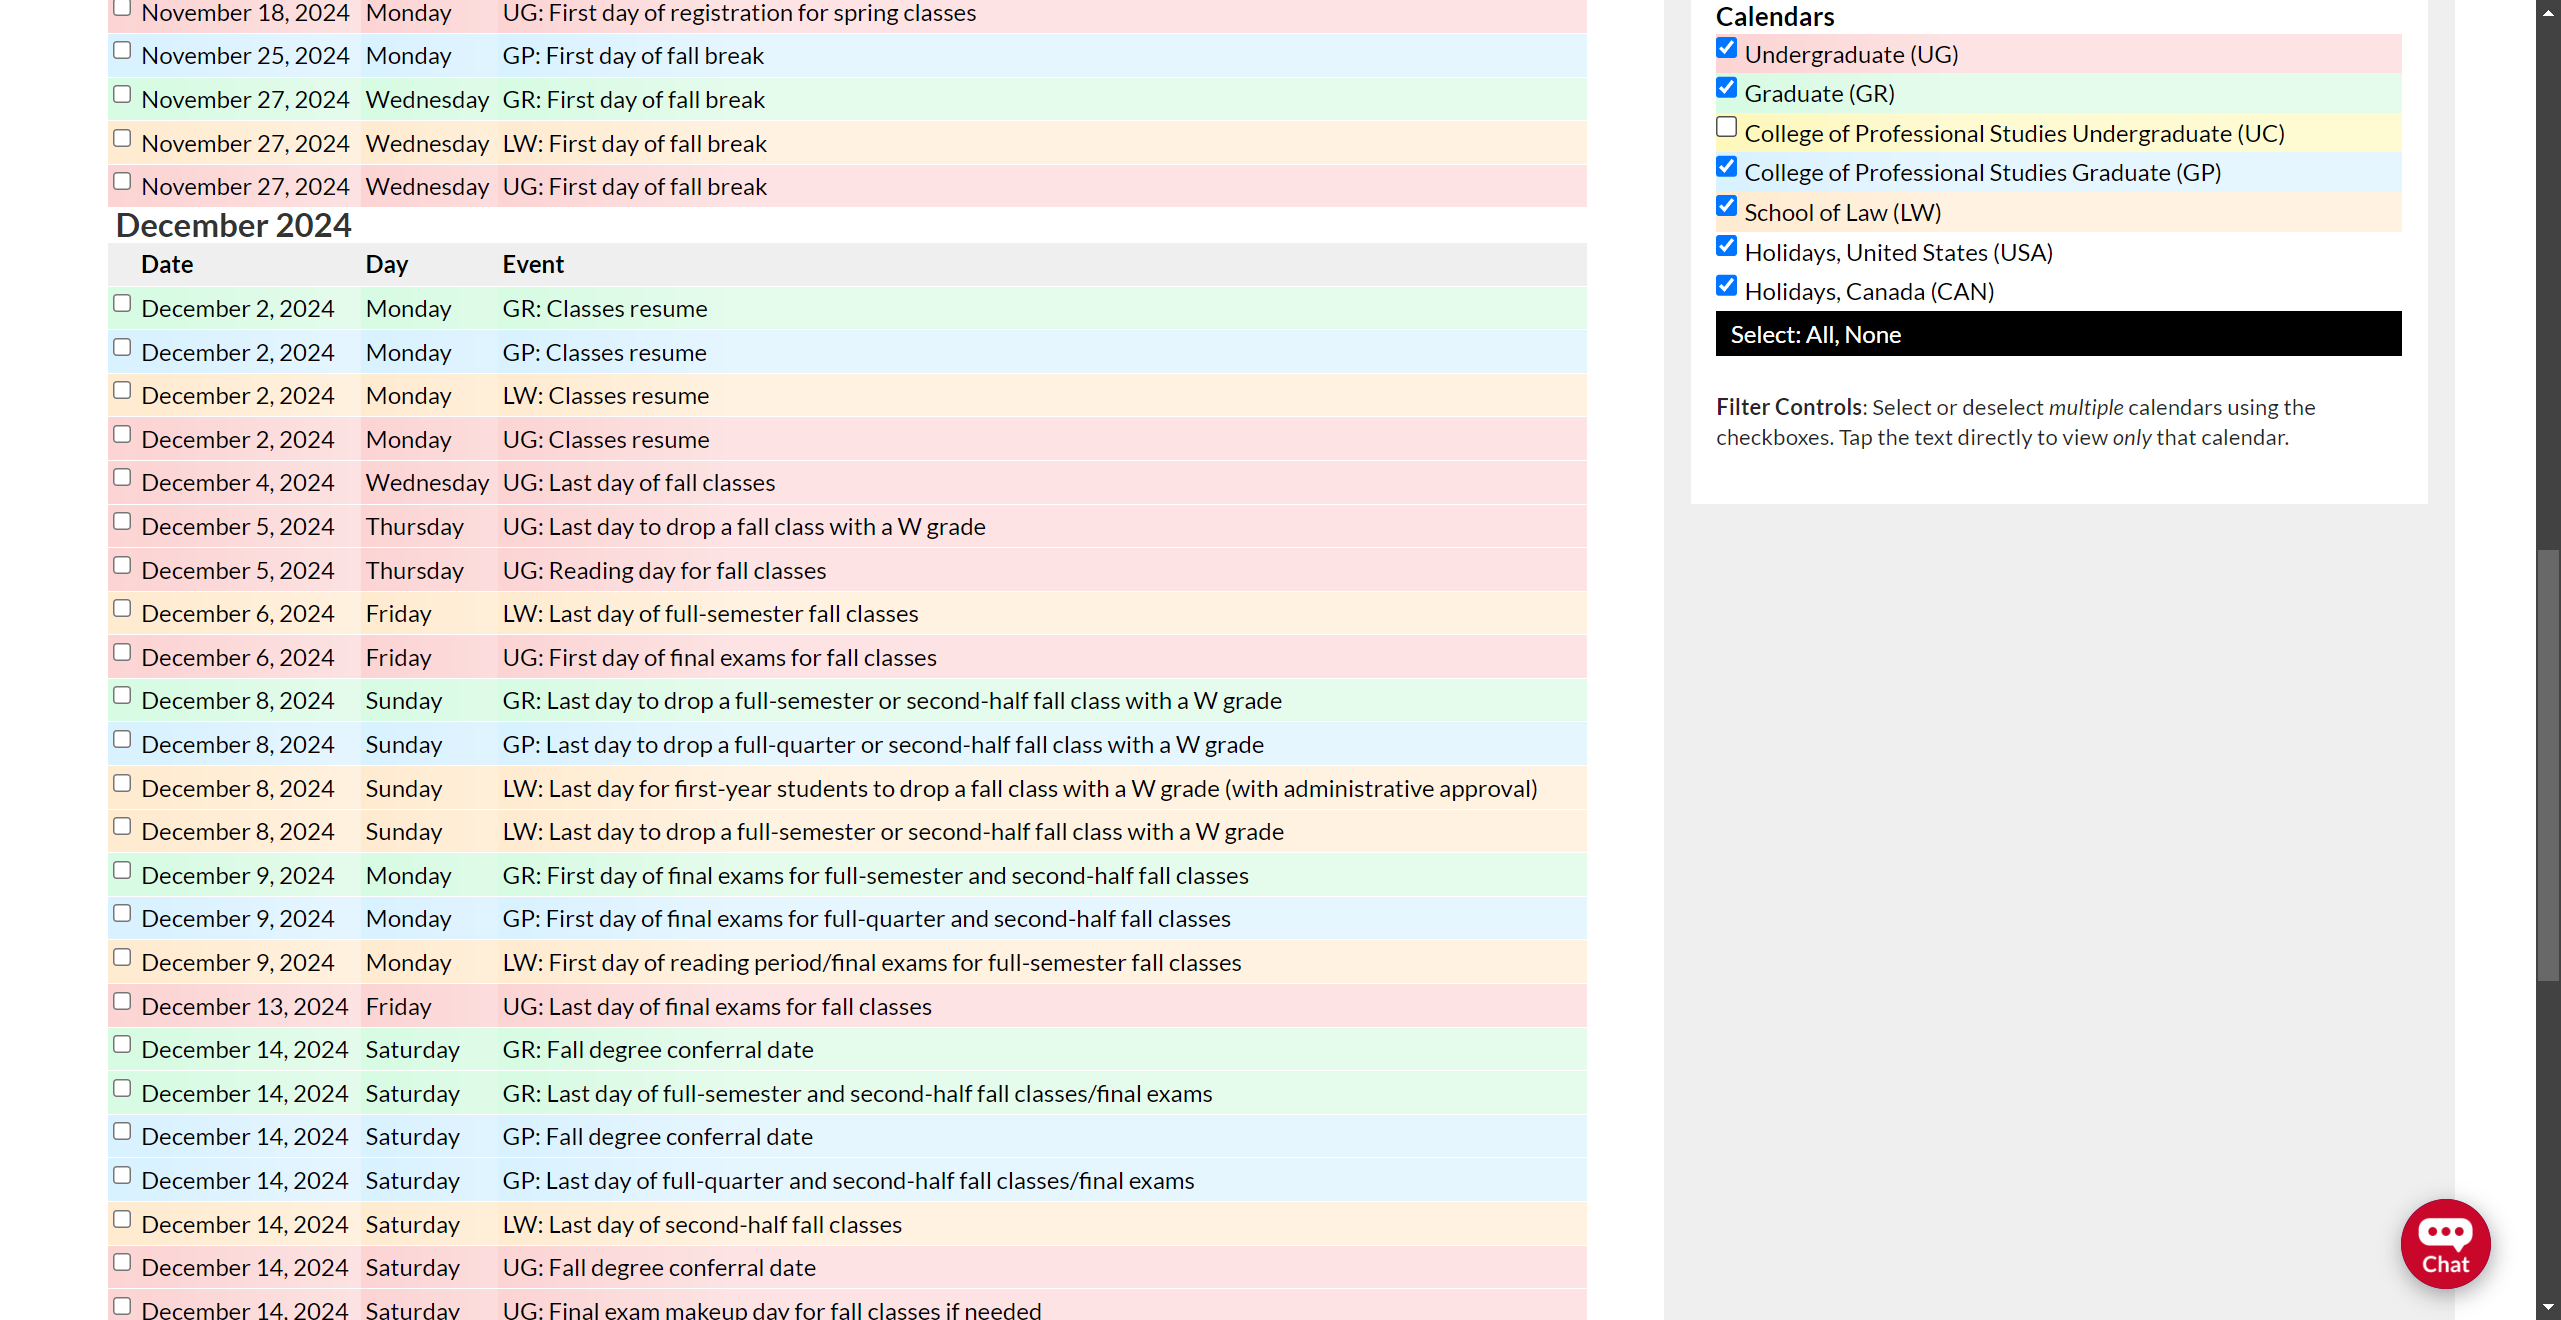 November 18, 2024 Monday UG: First day of registration for spring classes
November 25, 2024 Monday GP: First day of fall break
November 27, 2024 Wednesday GR: First day of fall break
November 27, 2024 Wednesday LW: First day of fall break
November 27, 2024 Wednesday UG: First day of fall break
December 2024
Date Day Event
December 2, 2024 Monday GR: Classes resume
December 2, 2024 Monday GP: Classes resume
December 2, 2024 Monday LW: Classes resume
December 2, 2024 Monday UG: Classes resume
December 4, 2024 Wednesday UG: Last day of fall classes
December 5, 2024 Thursday UG: Last day to drop a fall class with a W grade
December 5, 2024 Thursday UG: Reading day for fall classes
December 6, 2024 Friday LW: Last day of full-semester fall classes
December 6, 2024 Friday UG: First day of final exams for fall classes
December 8, 2024 Sunday GR: Last day to drop a full-semester or second-half fall class with a W grade
December 8, 2024 Sunday GP: Last day to drop a full-quarter or second-half fall class with a W grade
December 8, 2024 Sunday LW: Last day for first-year students to drop a fall class with a W grade (with administrative approval)
December 8, 2024 Sunday LW: Last day to drop a full-semester or second-half fall class with a W grade
December 9, 2024 Monday GR: First day of final exams for full-semester and second-half fall classes
December 9, 2024 Monday GP: First day of final exams for full-quarter and second-half fall classes
December 9, 2024 Monday LW: First day of reading period/final exams for full-semester fall classes
December 13, 2024 Friday UG: Last day of final exams for fall classes
December 14, 2024 Saturday GR: Fall degree conferral date
December 14, 2024 Saturday GR: Last day of full-semester and second-half fall classes/final exams
December 14, 2024 Saturday GP: Fall degree conferral date
December 14, 2024 Saturday GP: Last day of full-quarter and second-half fall classes/final exams
December 14, 2024 Saturday LW: Last day of second-half fall classes
December 14, 2024 Saturday UG: Fall degree conferral date
December 14, 2024 Saturday UG: Final exam makeup day for fall classes if needed
Calendars
Undergraduate (UG)
Graduate (GR)
College of Professional Studies Undergraduate (UC)
College of Professional Studies Graduate (GP)
School of Law (LW)
Holidays, United States (USA)
Holidays, Canada (CAN)
Select: All, None
Filter Controls: Select or deselect multiple calendars using the
checkboxes. Tap the text directly to view only that calendar.
Chat